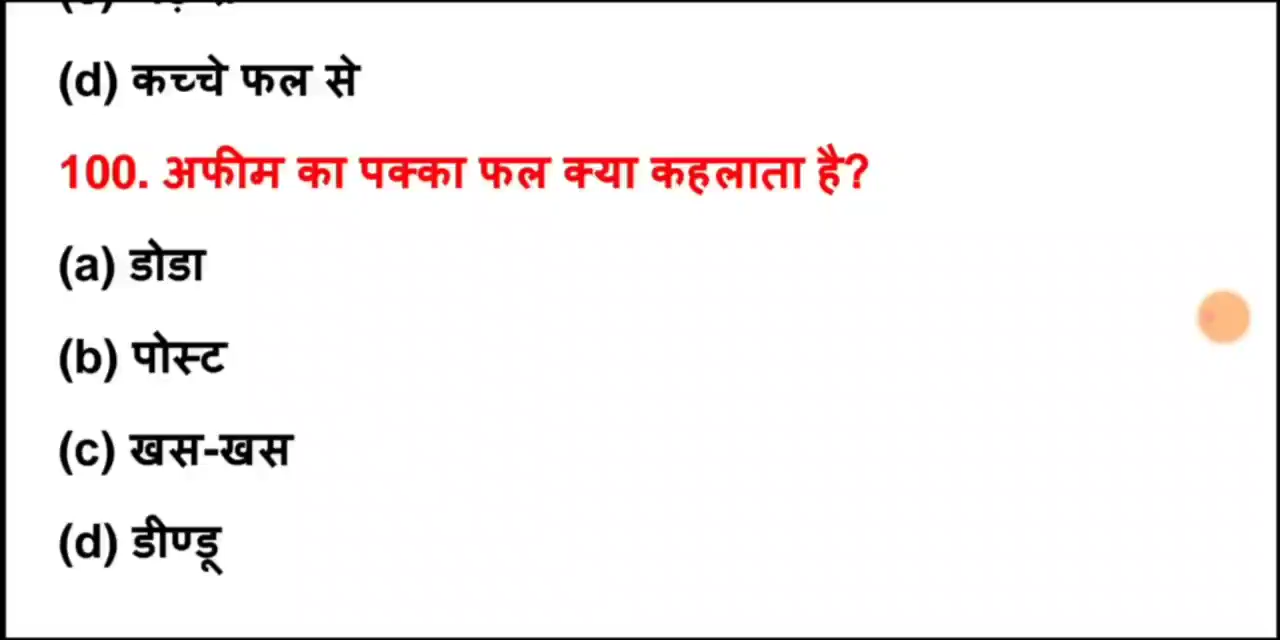 (d) कच्चे फल से
100. अफीम का पक्का फल क्या कहलाता है?
(a) डोडा
(b) पोस्ट
(c) खस-खस
(d) डीण्डू